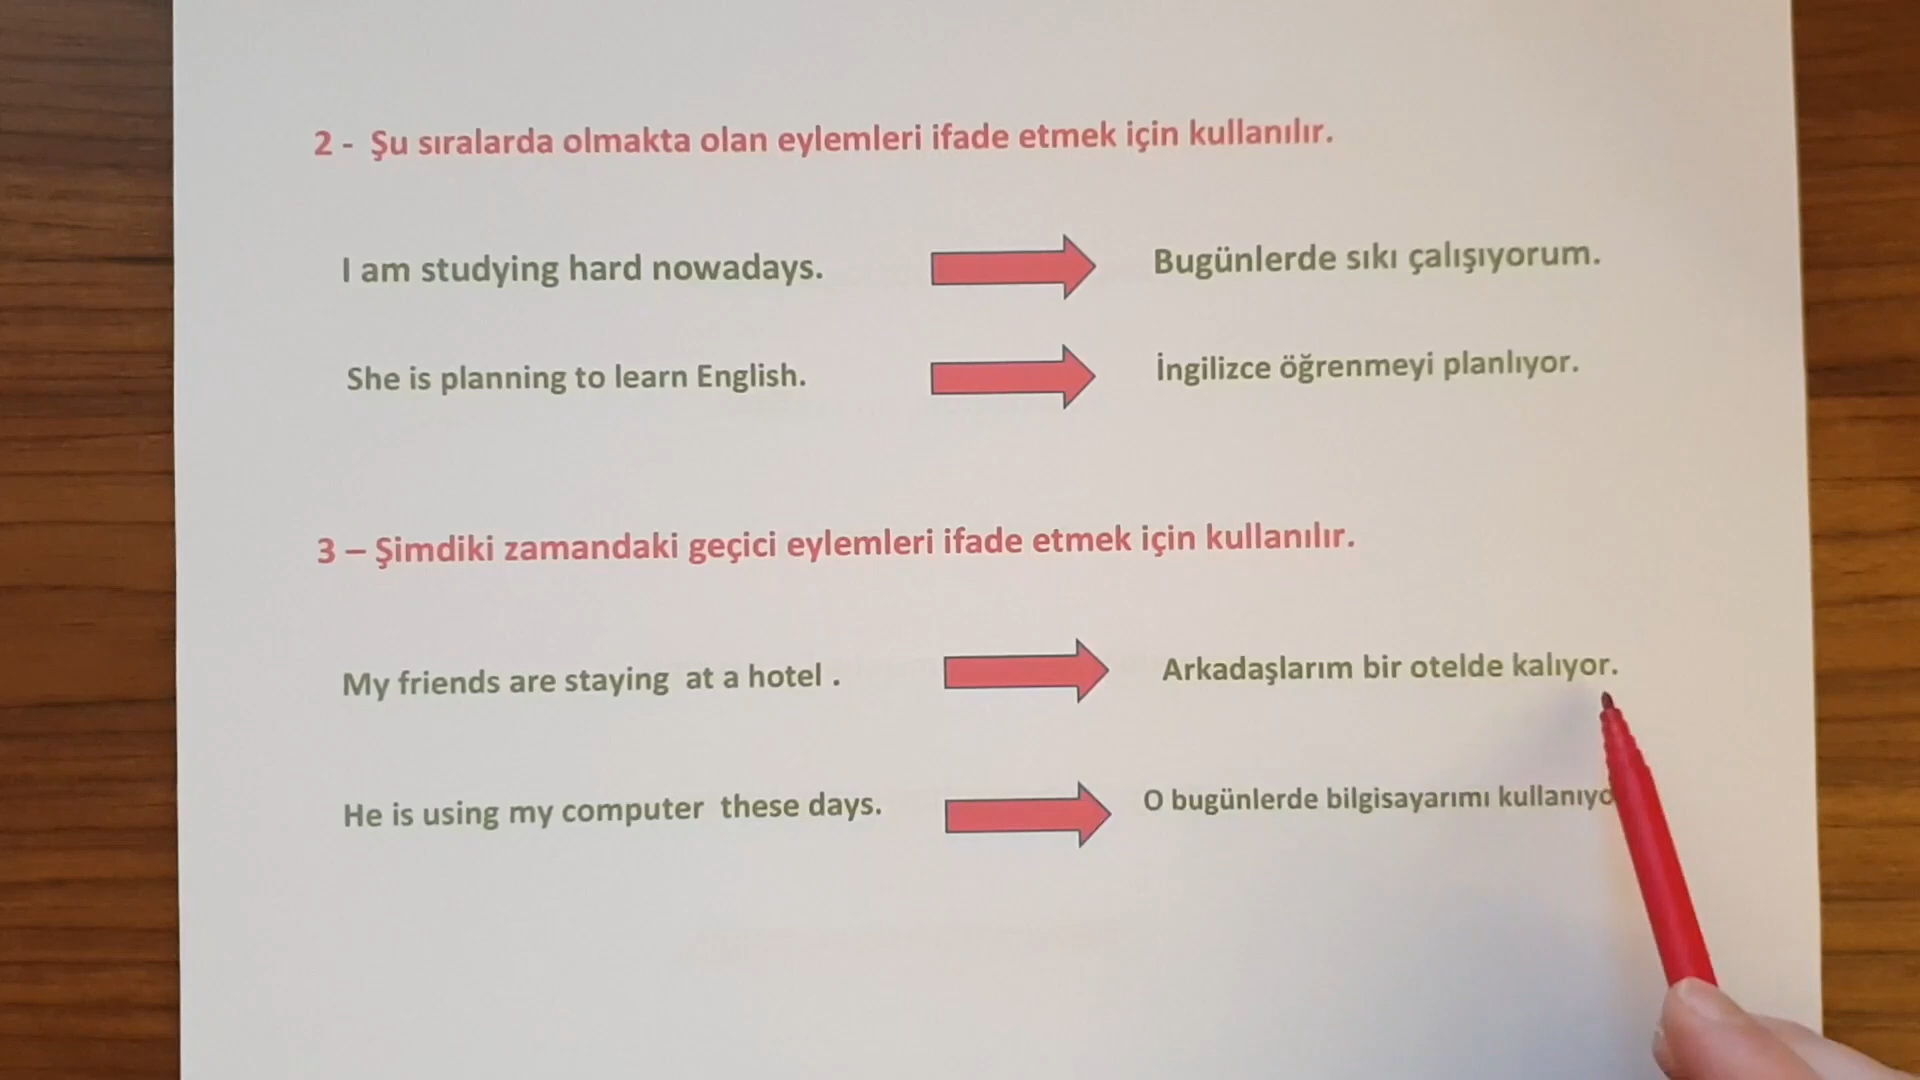 2 - Şu sıralarda olmakta olan eylemleri ifade etmek için kullanılır.
I am studying hard nowadays. Bugünlerde sıkı çalışıyorum.
She is planning to learn English. İngilizce öğrenmeyi planlıyor.
3 – Şimdiki zamandaki geçici eylemleri ifade etmek için kullanılır.
My friends are staying at a hotel . Arkadaşlarım bir otelde kalıyor.
He is using my computer these days. O bugünlerde bilgisayarımı